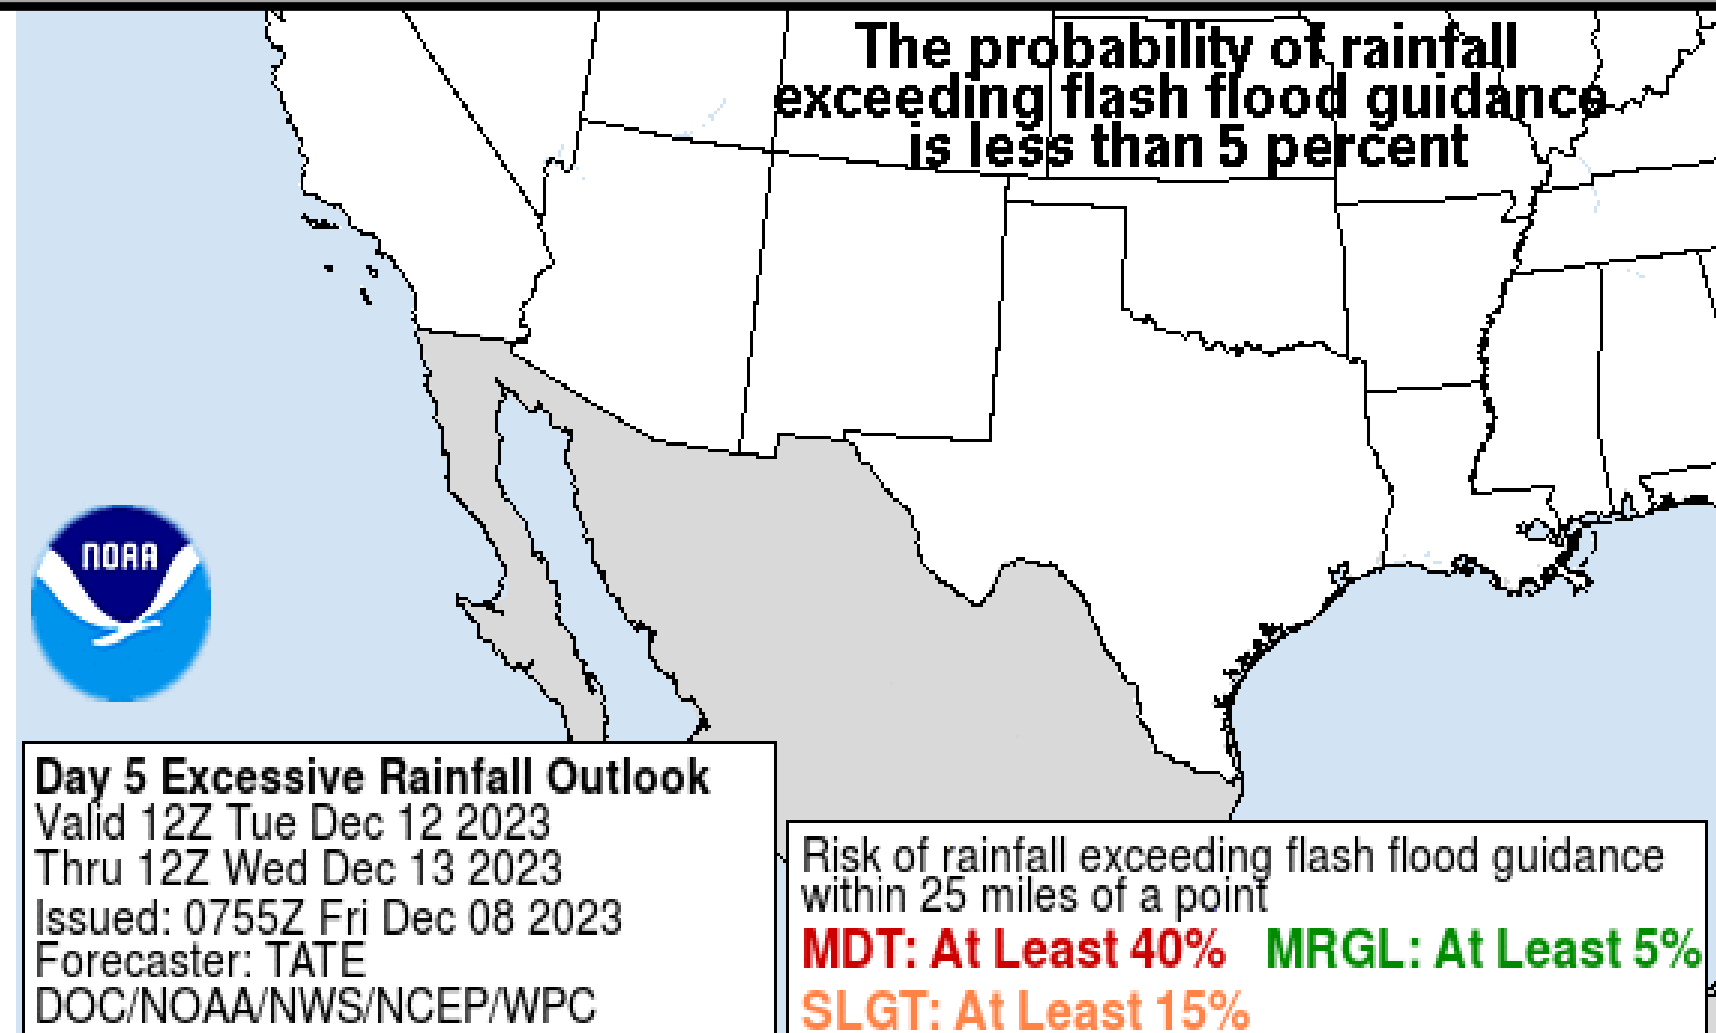 The probability of rainfall
exceeding flash flood guidance
is less than 5 percent
NOAA
Day 5 Excessive Rainfall Outlook
Valid 12Z Tue Dec 12 2023
Thru 12Z Wed Dec 13 2023
Issued: 0755Z Fri Dec 08 2023
Forecaster: TATE
DOC/NOAA/NWS/NCEP/WPC
Risk of rainfall exceeding flash flood guidance
within 25 miles of a point
MDT: At Least 40% MRGL: At Least 5%
SLGT: At Least 15%